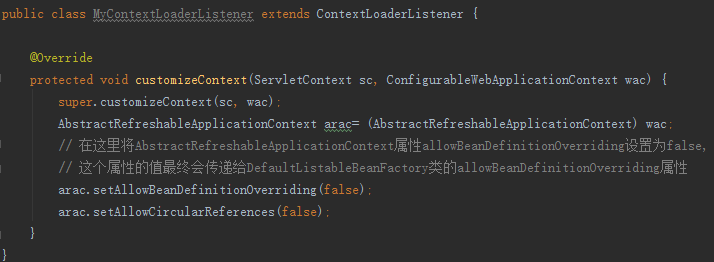 public class MyContextLoaderListener extends ContextLoaderListener {
@Override
protected void customizeContext(ServletContext sc, ConfigurableWebApplicationContext wac) {
super.customizeContext(sc, wac);
AbstractRefreshableApplicationContext arac= (AbstractRefreshableApplicationContext) wac;
// 在这里将AbstractRefreshableApplicationContext属性allowBeanDefinitionOverriding设置为false,
// 这个属性的值最终会传递给DefaultListableBeanFactory类的allowBeanDefinitionOverriding属性
arac.setAllowBeanDefinitionOverriding(false);
arac.setAllowCircularReferences(false);
}
}